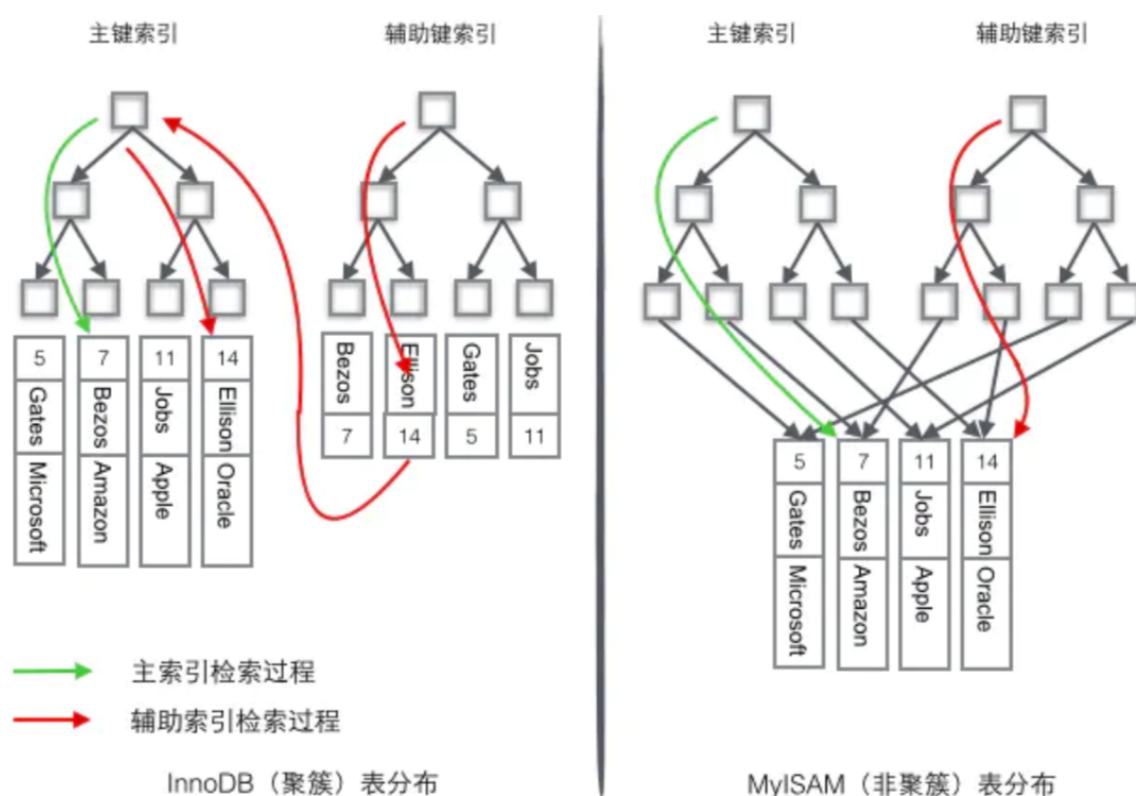 主键索引
辅助键索引
主键索引
辅助键索引
5
Gates
Microsoft
7
Bezos
Amazon
11
Jobs
Apple
14
Ellison
Oracle
Bezos
7
Ellison
14
Gates
5
Jobs
11
5
Gates
Microsoft
7
Bezos
Amazon
11
Jobs
Apple
14
Ellison
Oracle
主索引检索过程
辅助索引检索过程
InnoDB（聚簇）表分布
MyISAM（非聚簇）表分布